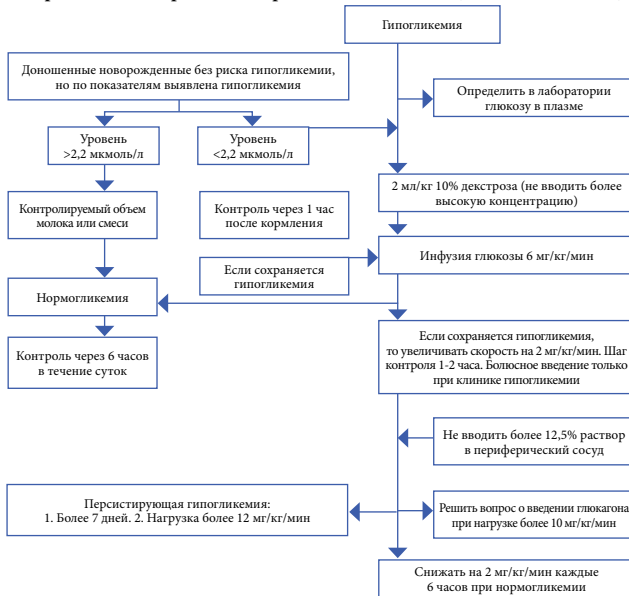 Гипогликемия
Доношенные новорожденные без риска гипогликемии,
но по показателям выявлена гипогликемия
Определить в лаборатории
глюкозу в плазме
Уровень
>2,2 мкмоль/л
Уровень
<2,2 мкмоль/л
2 мл/кг 10% декстроза (не вводить более
высокую концентрацию)
Контролируемый объем
молока или смеси
Контроль через 1 час
после кормления
Инфузия глюкозы 6 мг/кг/мин
Если сохраняется
гипогликемия
Нормогликемия
Если сохраняется гипогликемия,
то увеличивать скорость на 2 мг/кг/мин. Шаг
контроля 1-2 часа. Болюсное введение только
при клинике гипогликемии
Контроль через 6 часов
в течение суток
Не вводить более 12,5% раствор
в периферический сосуд
Персистирующая гипогликемия:
1. Более 7 дней. 2. Нагрузка более 12 мг/кг/мин
Решить вопрос о введении глюкагона
при нагрузке более 10 мг/кг/мин
Снижать на 2 мг/кг/мин каждые
6 часов при нормогликемии